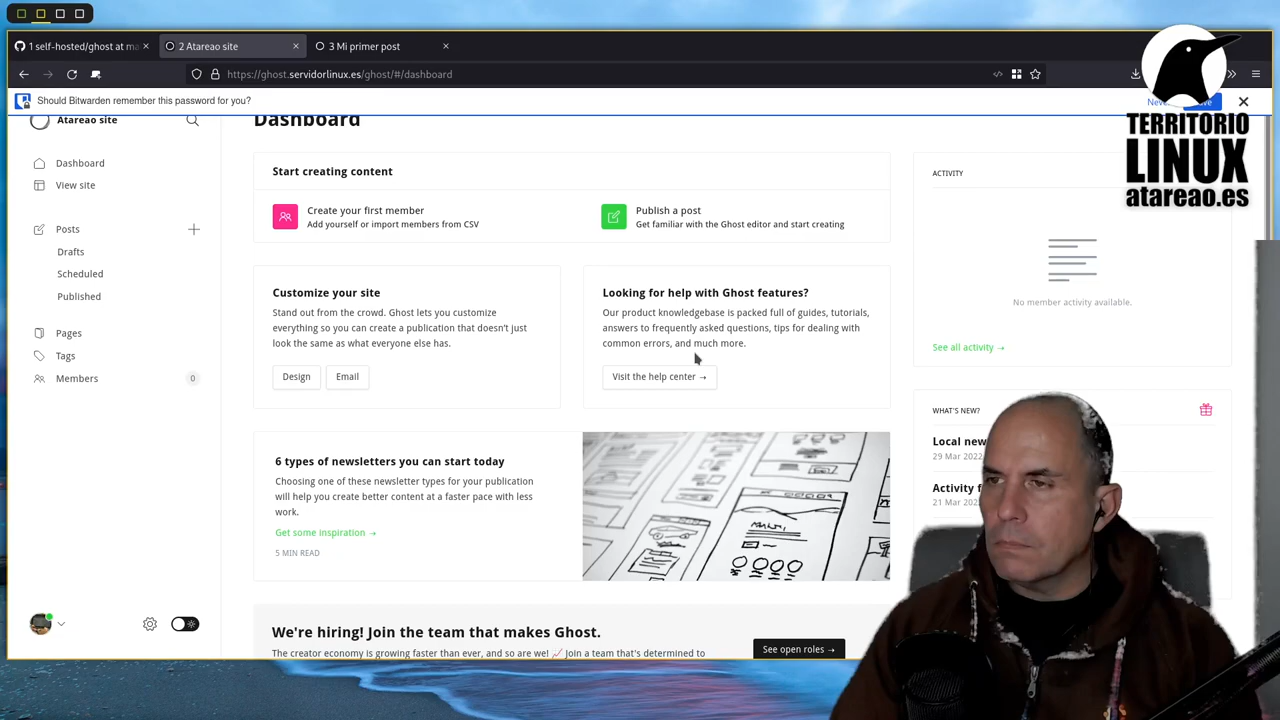 1 self-hosted/ghost at ma
2 Atareao site
3 Mi primer post
https://ghost.servidorlinux.es/ghost/#/dashboard
Should Bitwarden remember this password for you?
TERRITORIO
LINUX
atareao.es
Atareao site
Dashboard
View site
Posts
Drafts
Scheduled
Published
Pages
Tags
Members
0
Dashboard
Start creating content
Create your first member
Add yourself or import members from CSV
Publish a post
Get familiar with the Ghost editor and start creating
Customize your site
Stand out from the crowd. Ghost lets you customize
everything so you can create a publication that doesn't just
look the same as what everyone else has.
Design
Email
Looking for help with Ghost features?
Our product knowledgebase is packed full of guides, tutorials,
answers to frequently asked questions, tips for dealing with
common errors, and much more.
Visit the help center →
6 types of newsletters you can start today
Choosing one of these newsletter types for your publication
will help you create better content at a faster pace with less
work.
Get some inspiration →
5 MIN READ
We're hiring! Join the team that makes Ghost.
The creator economy is growing faster than ever, and so are we! 📈 Join a team that's determined to
See open roles →
ACTIVITY
No member activity available.
See all activity →
WHAT'S NEW?
Local new
29 Mar 2022
Activity f
21 Mar 202